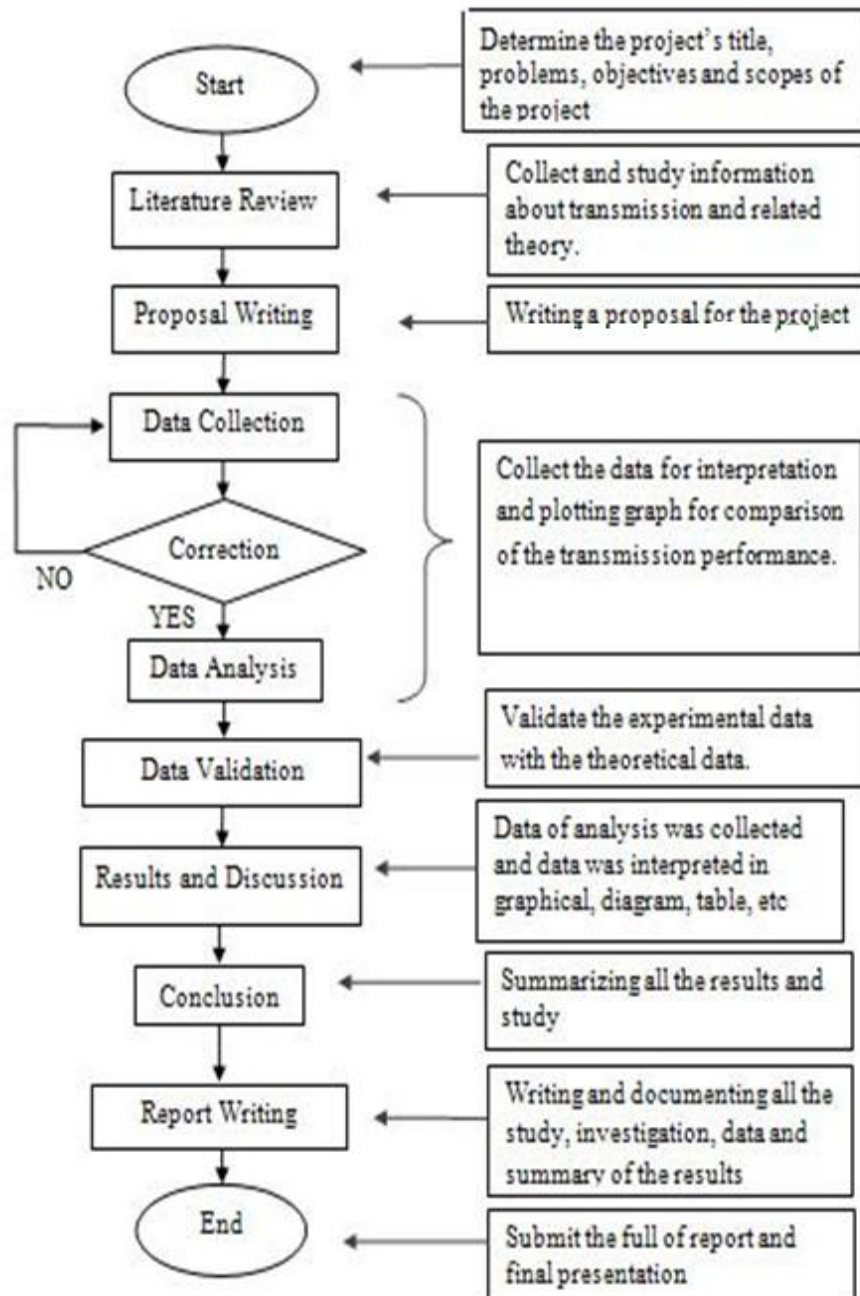 Start
Determine the project's title,
problems, objectives and scopes of
the project
Literature Review
Collect and study information
about transmission and related
theory.
Proposal Writing
Writing a proposal for the project
Data Collection
Correction
NO
YES
Data Analysis
Collect the data for interpretation
and plotting graph for comparison
of the transmission performance.
Data Validation
Validate the experimental data
with the theoretical data.
Results and Discussion
Data of analysis was collected
and data was interpreted in
graphical, diagram, table, etc
Conclusion
Summarizing all the results and
study
Report Writing
Writing and documenting all the
study, investigation, data and
summary of the results
End
Submit the full of report and
final presentation